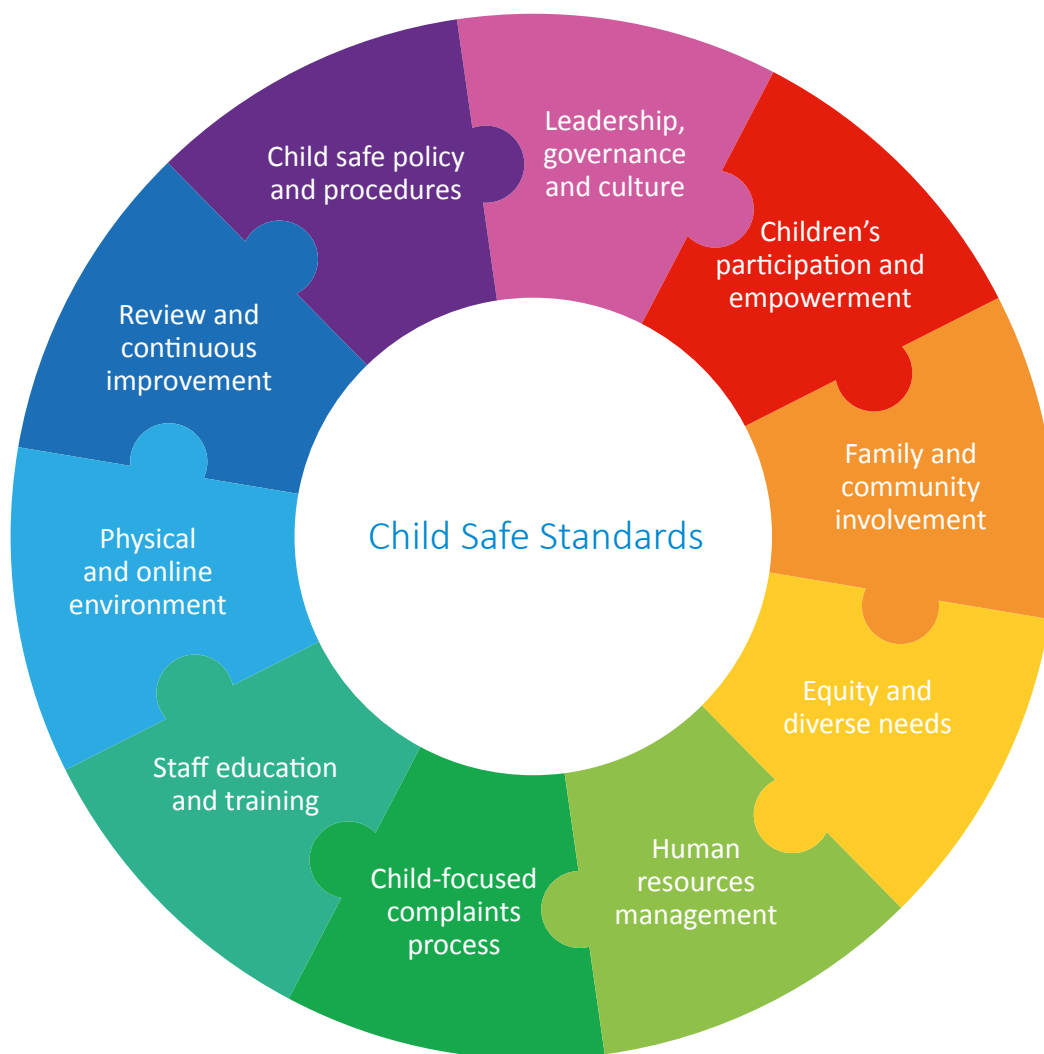 Leadership,
governance
and culture
Children’s
participation and
empowerment
Family and
community
involvement
Equity and
diverse needs
Human
resources
management
Child-focused
complaints
process
Staff education
and training
Physical
and online
environment
Review and
continuous
improvement
Child safe policy
and procedures
Child Safe Standards